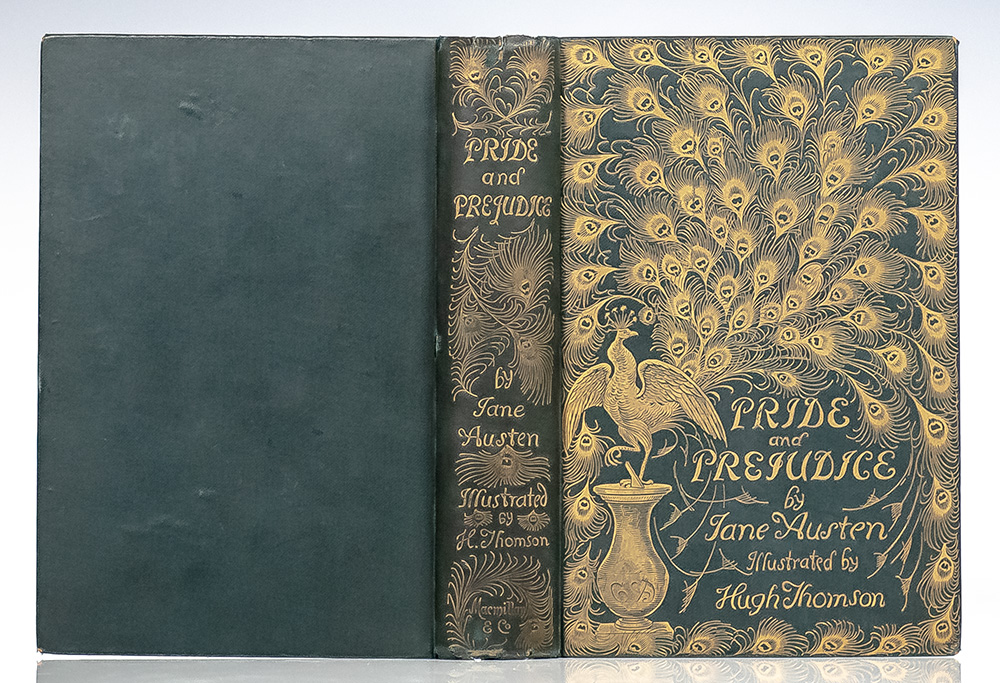 PRIDE
and
PREJUDICE
by
Jane
Austen
Illustrated
by
H. Thomson
Macmillan
& Co
PRIDE
and
PREJUDICE
by
Jane Austen
Illustrated by
Hugh Thomson